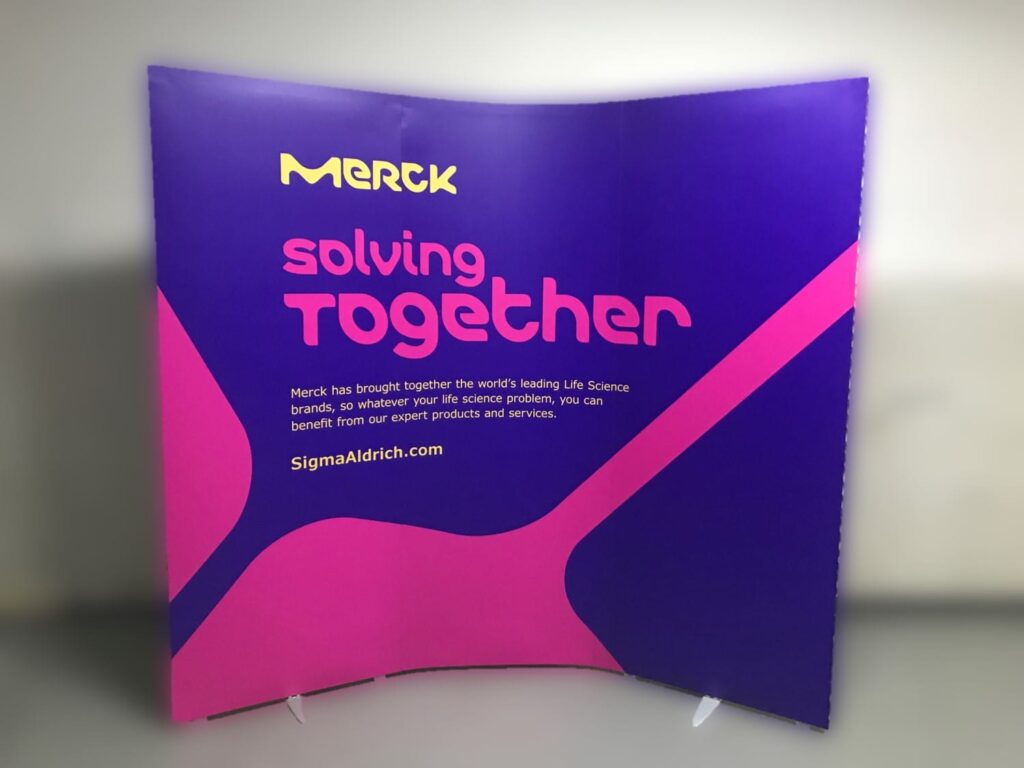 MERCK
solving
Together
Merck has brought together the world's leading Life Science
brands, so whatever your life science problem, you can
benefit from our expert products and services.
SigmaAldrich.com